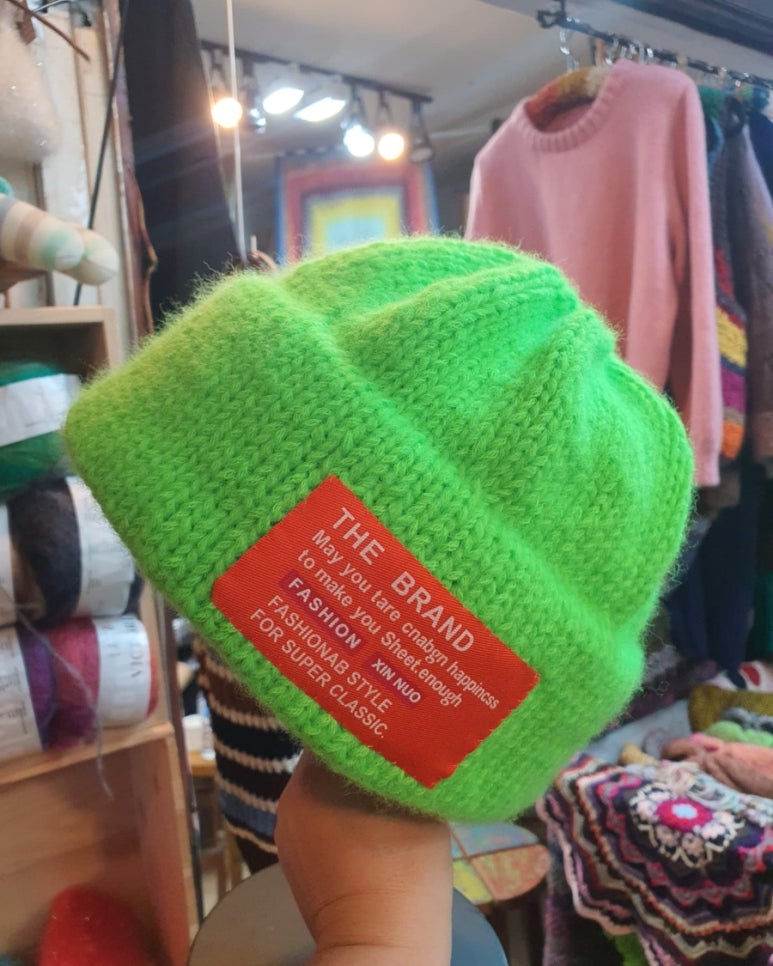 THE BRAND
May you tare cnabgn happincss
to make you Sheet.enough
FASHION XIN NUO
FASHIONAB STYLE
FOR SUPER CLASSIC.